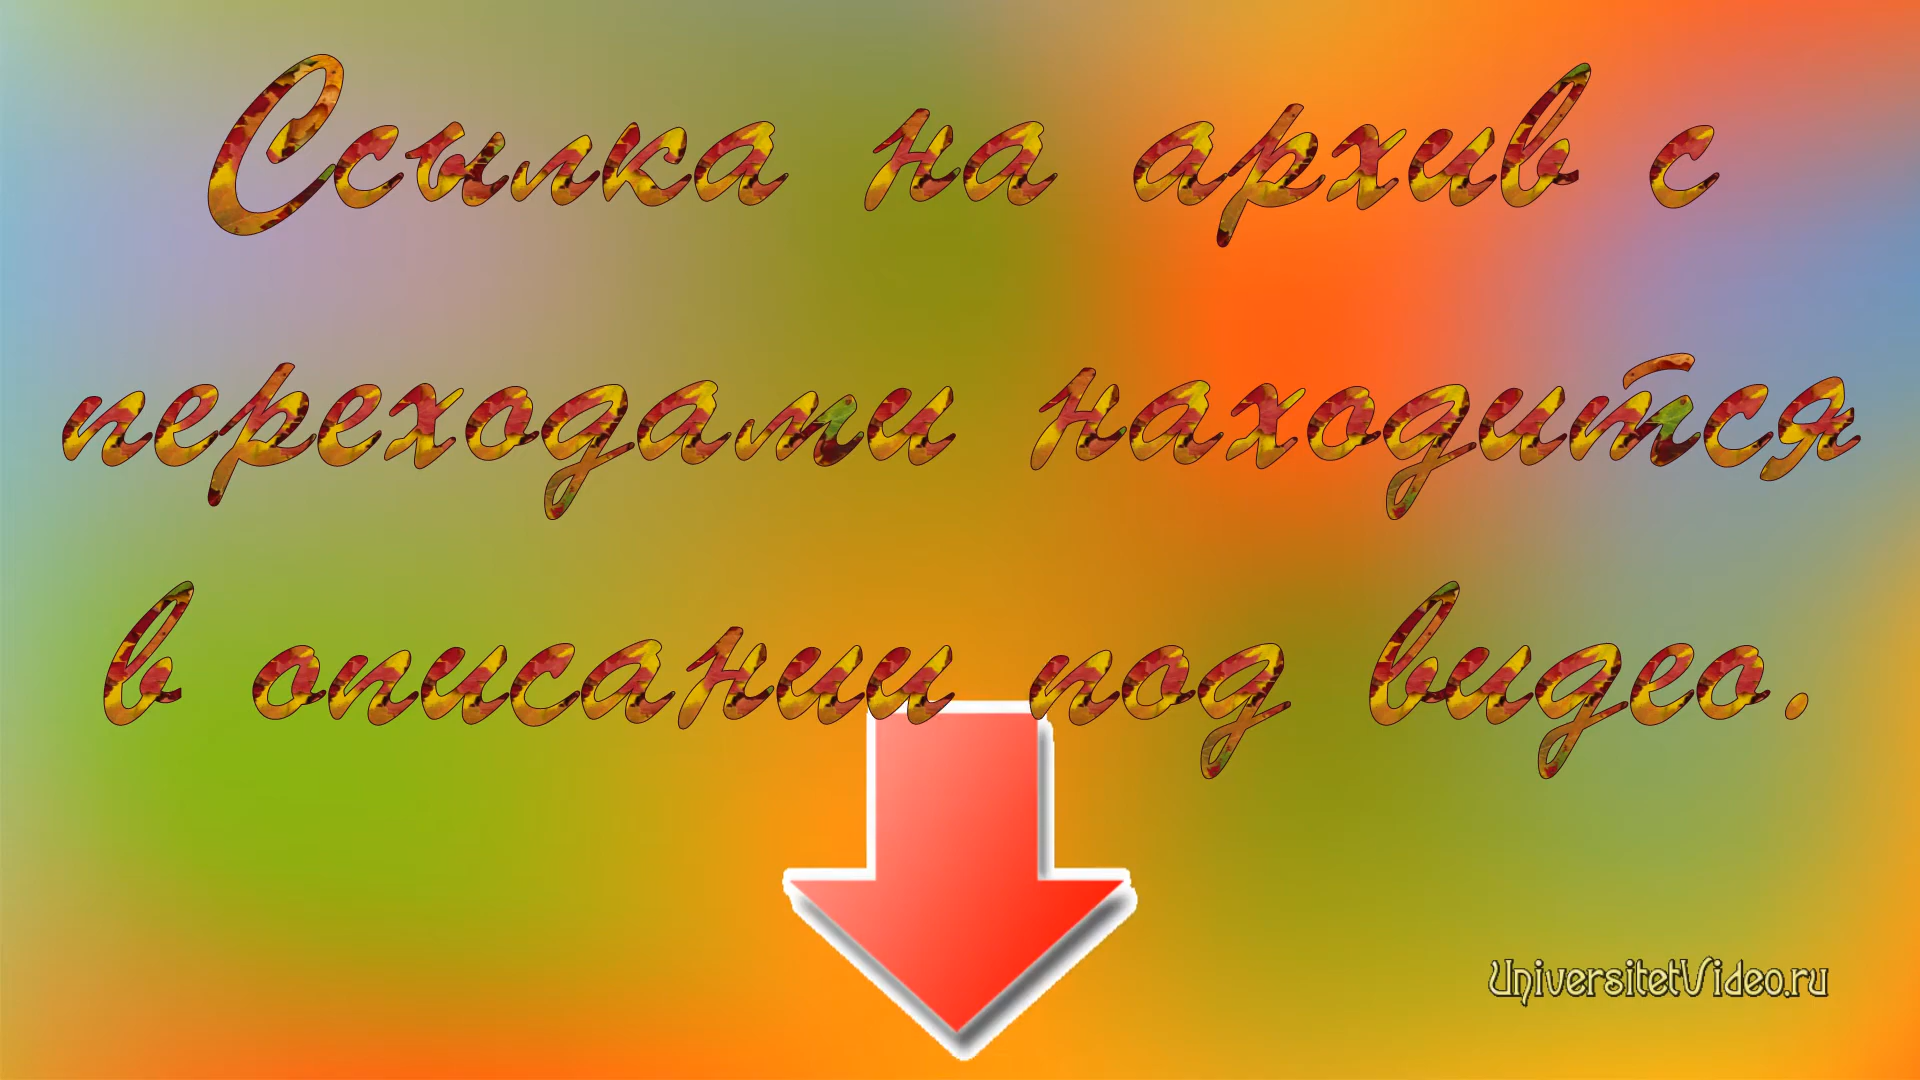 Ссылка на архив с
переходами находится
в описании под видео.
UniversitetVideo.ru